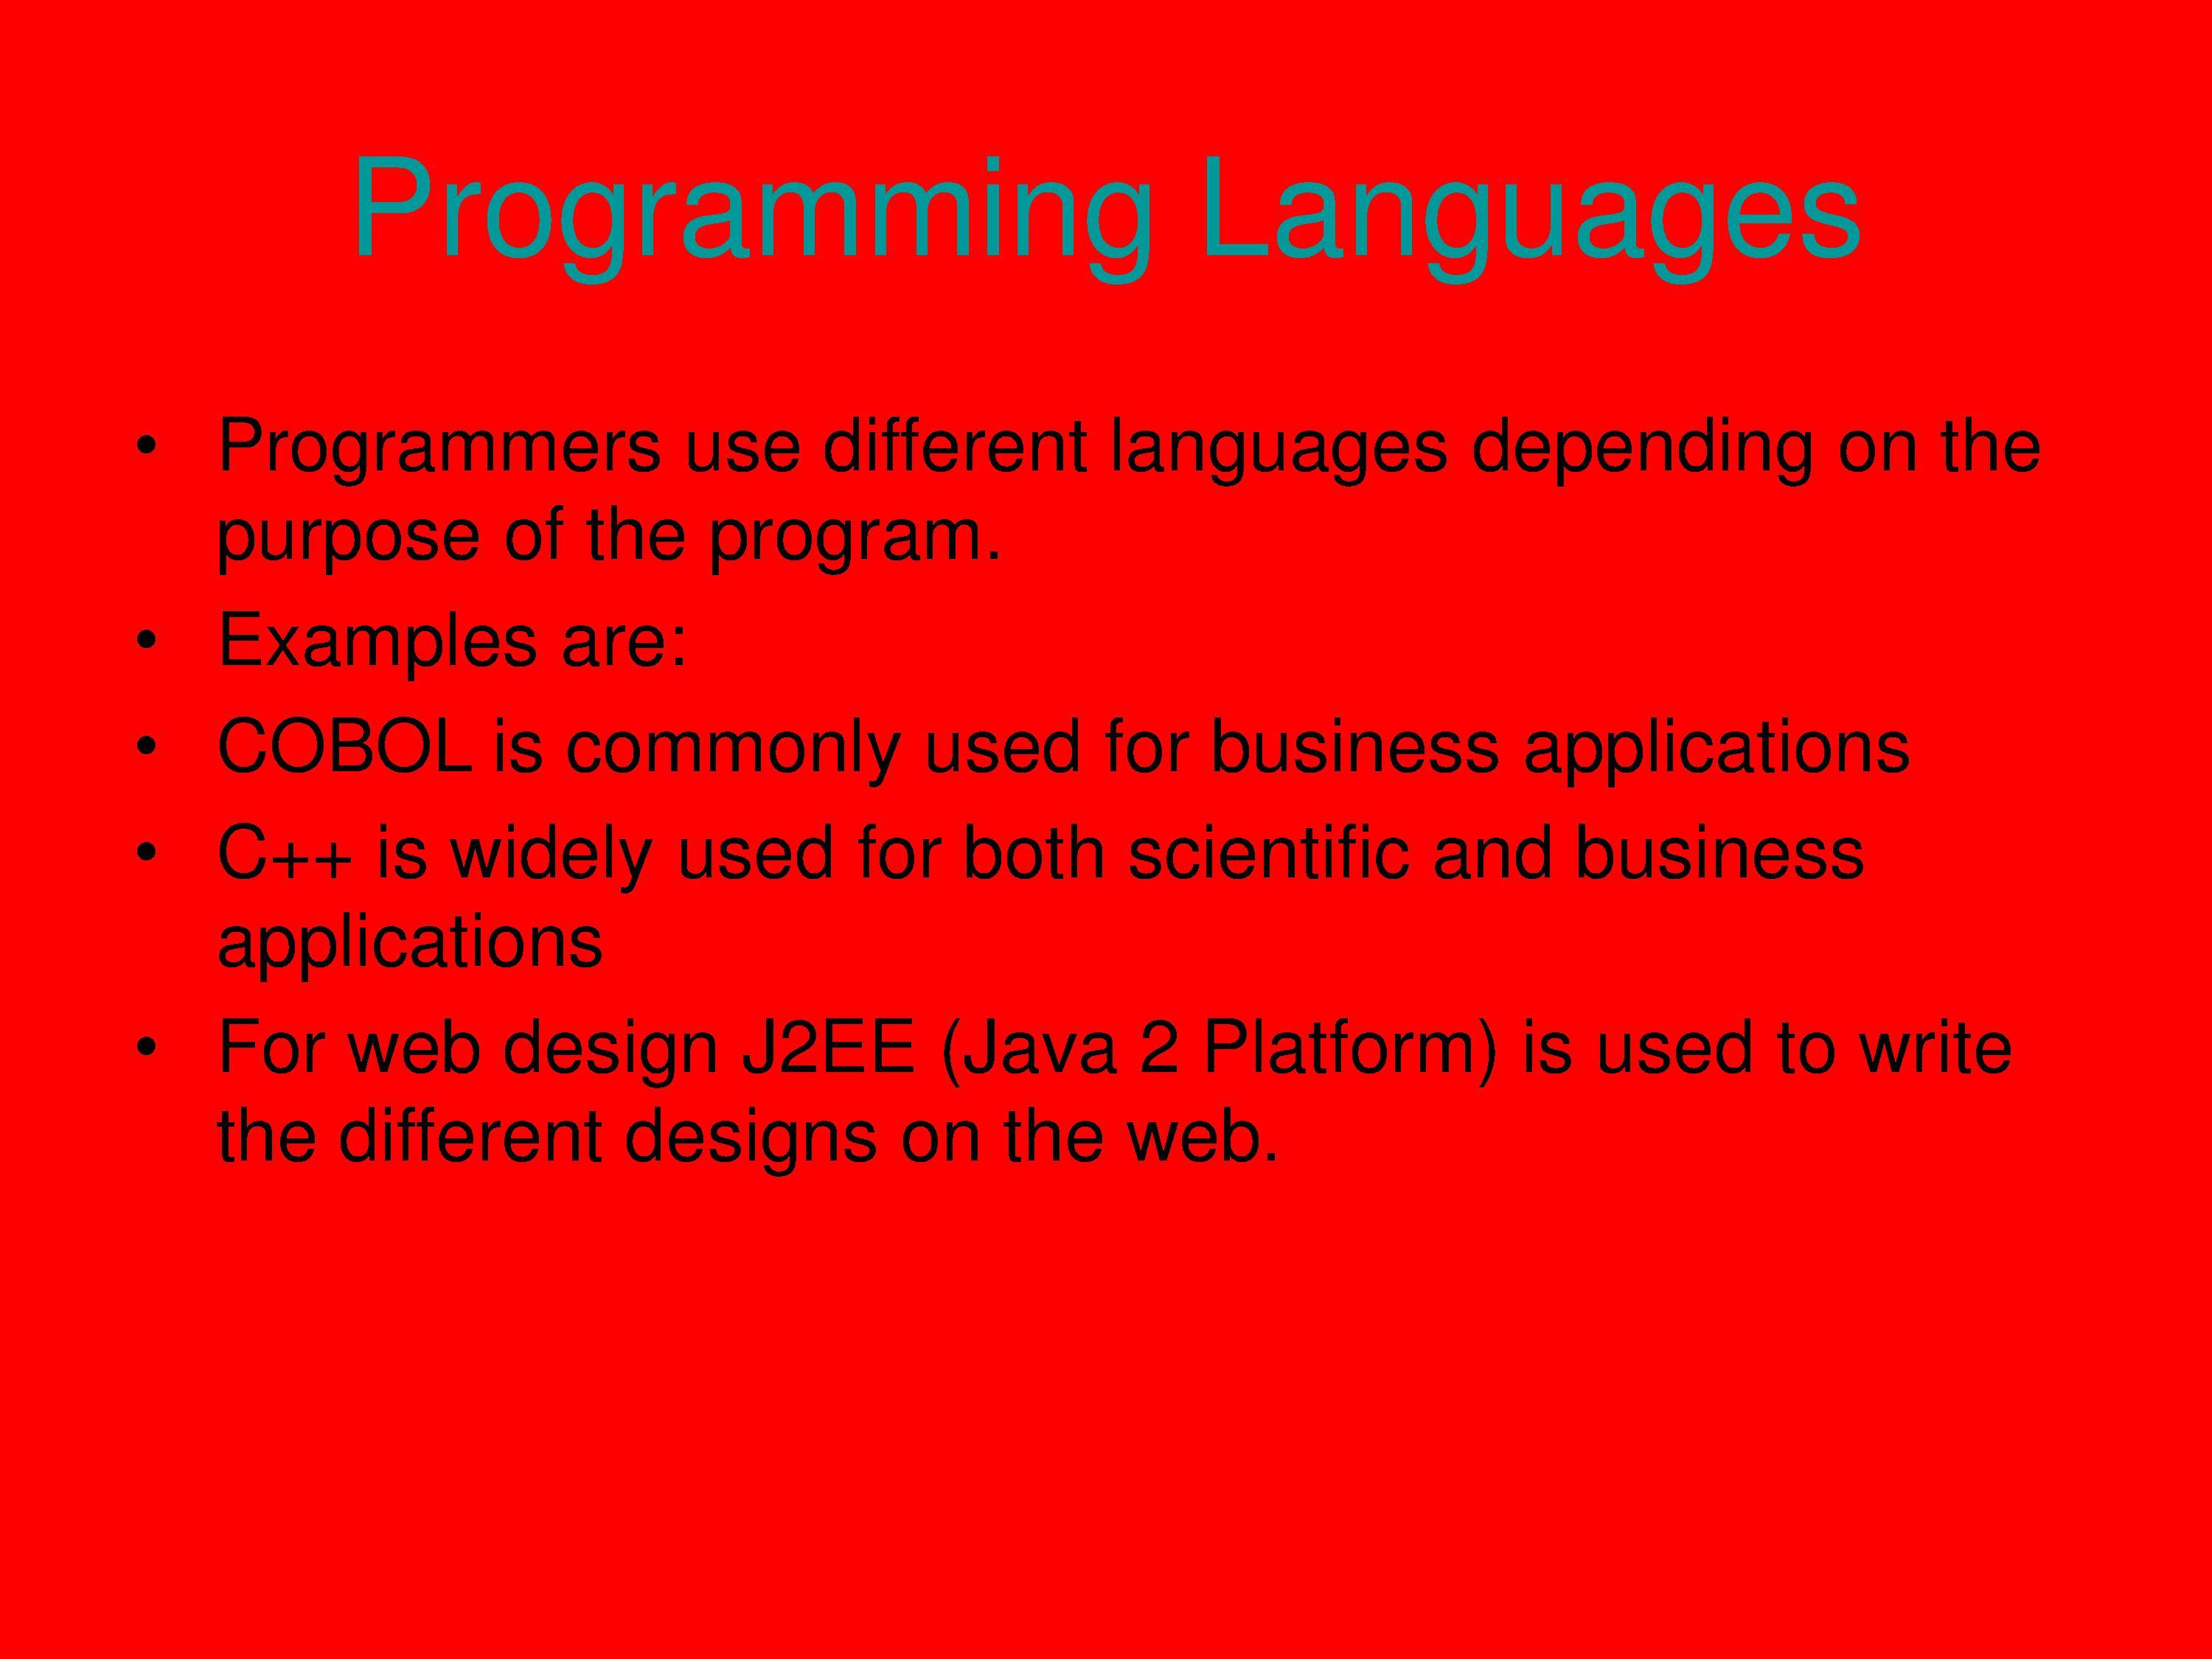 Programming Languages
• Programmers use different languages depending on the
purpose of the program.
• Examples are:
• COBOL is commonly used for business applications
• C++ is widely used for both scientific and business
applications
• For web design J2EE (Java 2 Platform) is used to write
the different designs on the web.